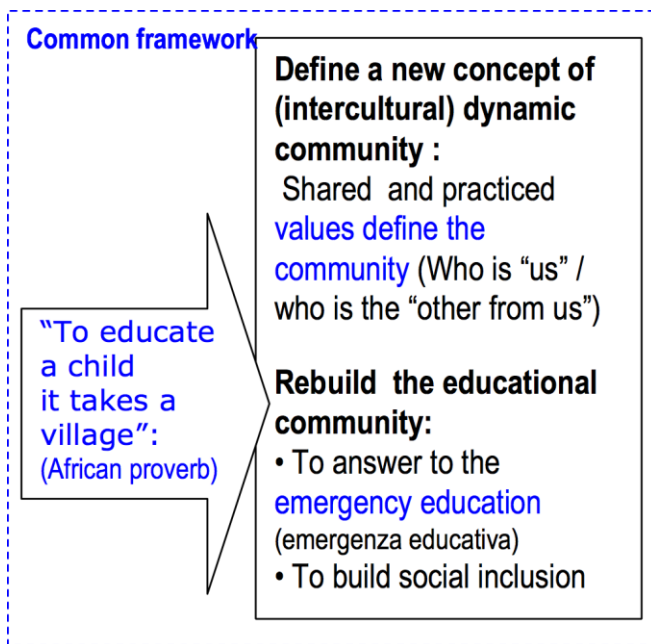 Common framework
"To educate
a child
it takes a
village":
(African proverb)
Define a new concept of
(intercultural) dynamic
community :
Shared and practiced
values define the
community (Who is “us” /
who is the “other from us”)
Rebuild the educational
community:
• To answer to the
emergency education
(emergenza educativa)
• To build social inclusion